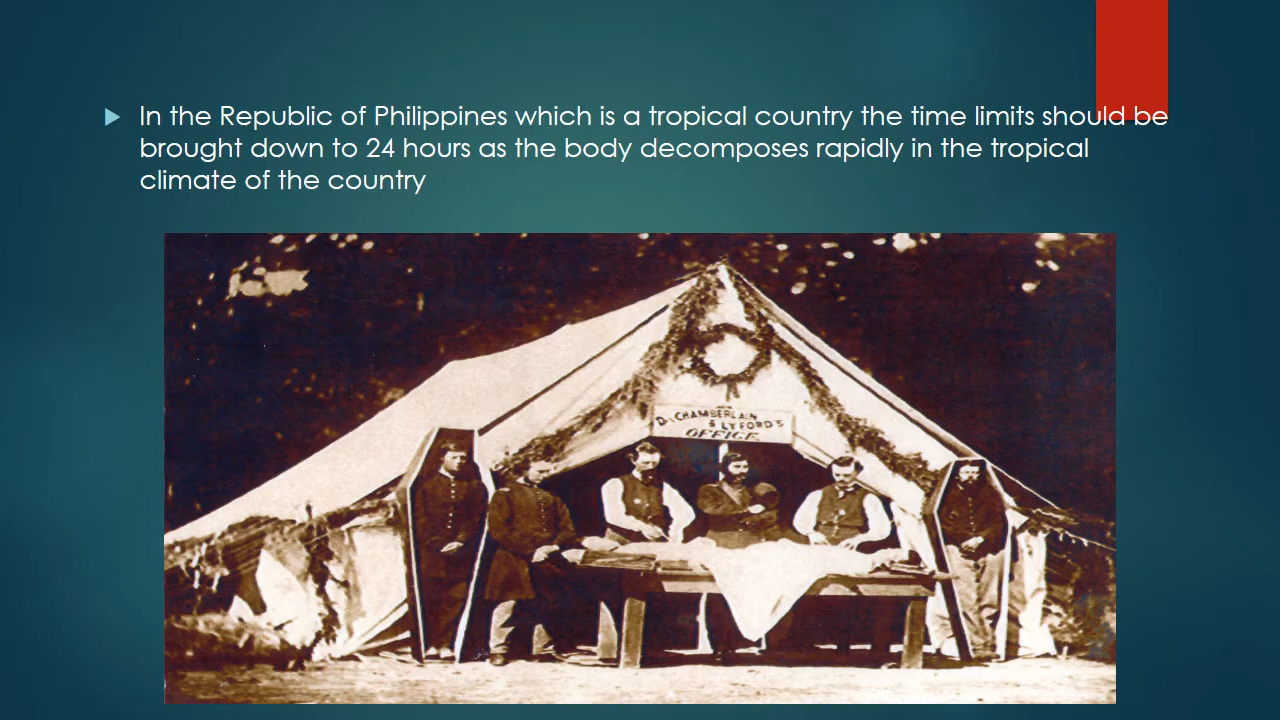 In the Republic of Philippines which is a tropical country the time limits should be
brought down to 24 hours as the body decomposes rapidly in the tropical
climate of the country
CHAMBERLAIN
& LYFORD'S
OFFICE